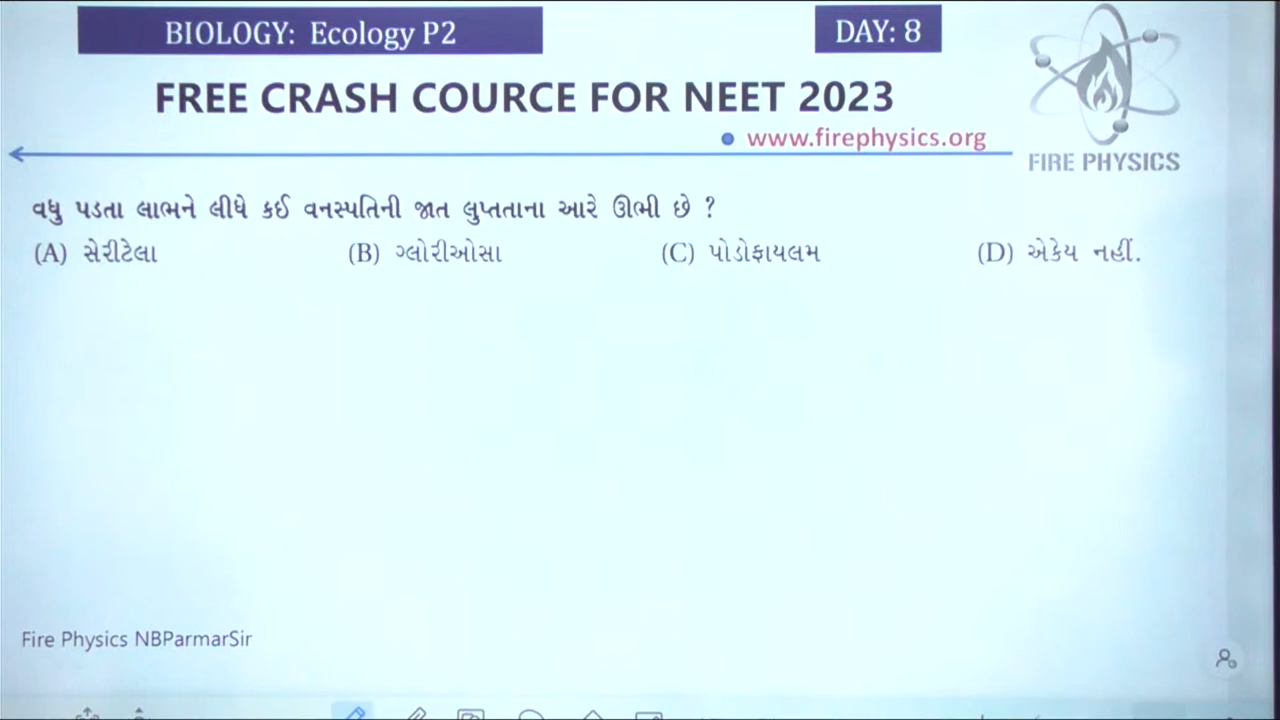 BIOLOGY: Ecology P2
DAY: 8
FREE CRASH COURCE FOR NEET 2023
www.firephysics.org
FIRE PHYSICS
વધુ પડતા લાભને લીધે કઈ વનસ્પતિની જાત લુપ્તતાના આરે ઊભી છે ?
(A) સેરીટેલા (B) ગ્લોરીઓસા (C) પોડોફાયલમ (D) એકેય નહીં.
Fire Physics NBParmarSir